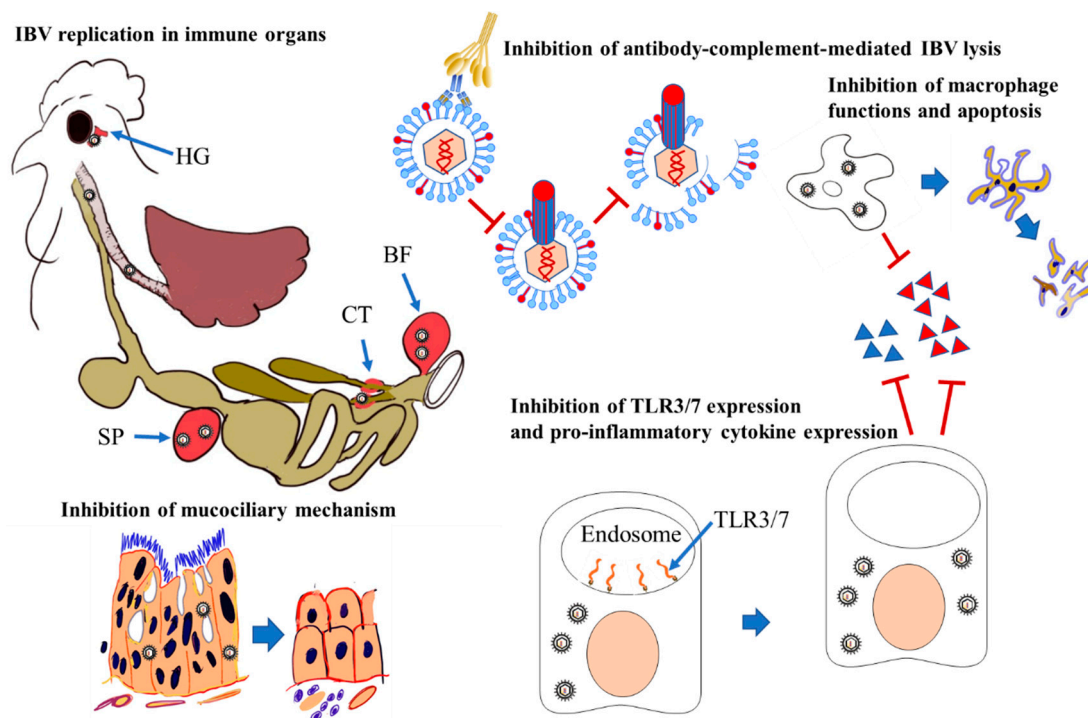 IBV replication in immune organs
HG
BF
CT
SP
Inhibition of antibody-complement-mediated IBV lysis
Inhibition of macrophage
functions and apoptosis
Inhibition of TLR3/7 expression
and pro-inflammatory cytokine expression
Endosome
TLR3/7
Inhibition of mucociliary mechanism